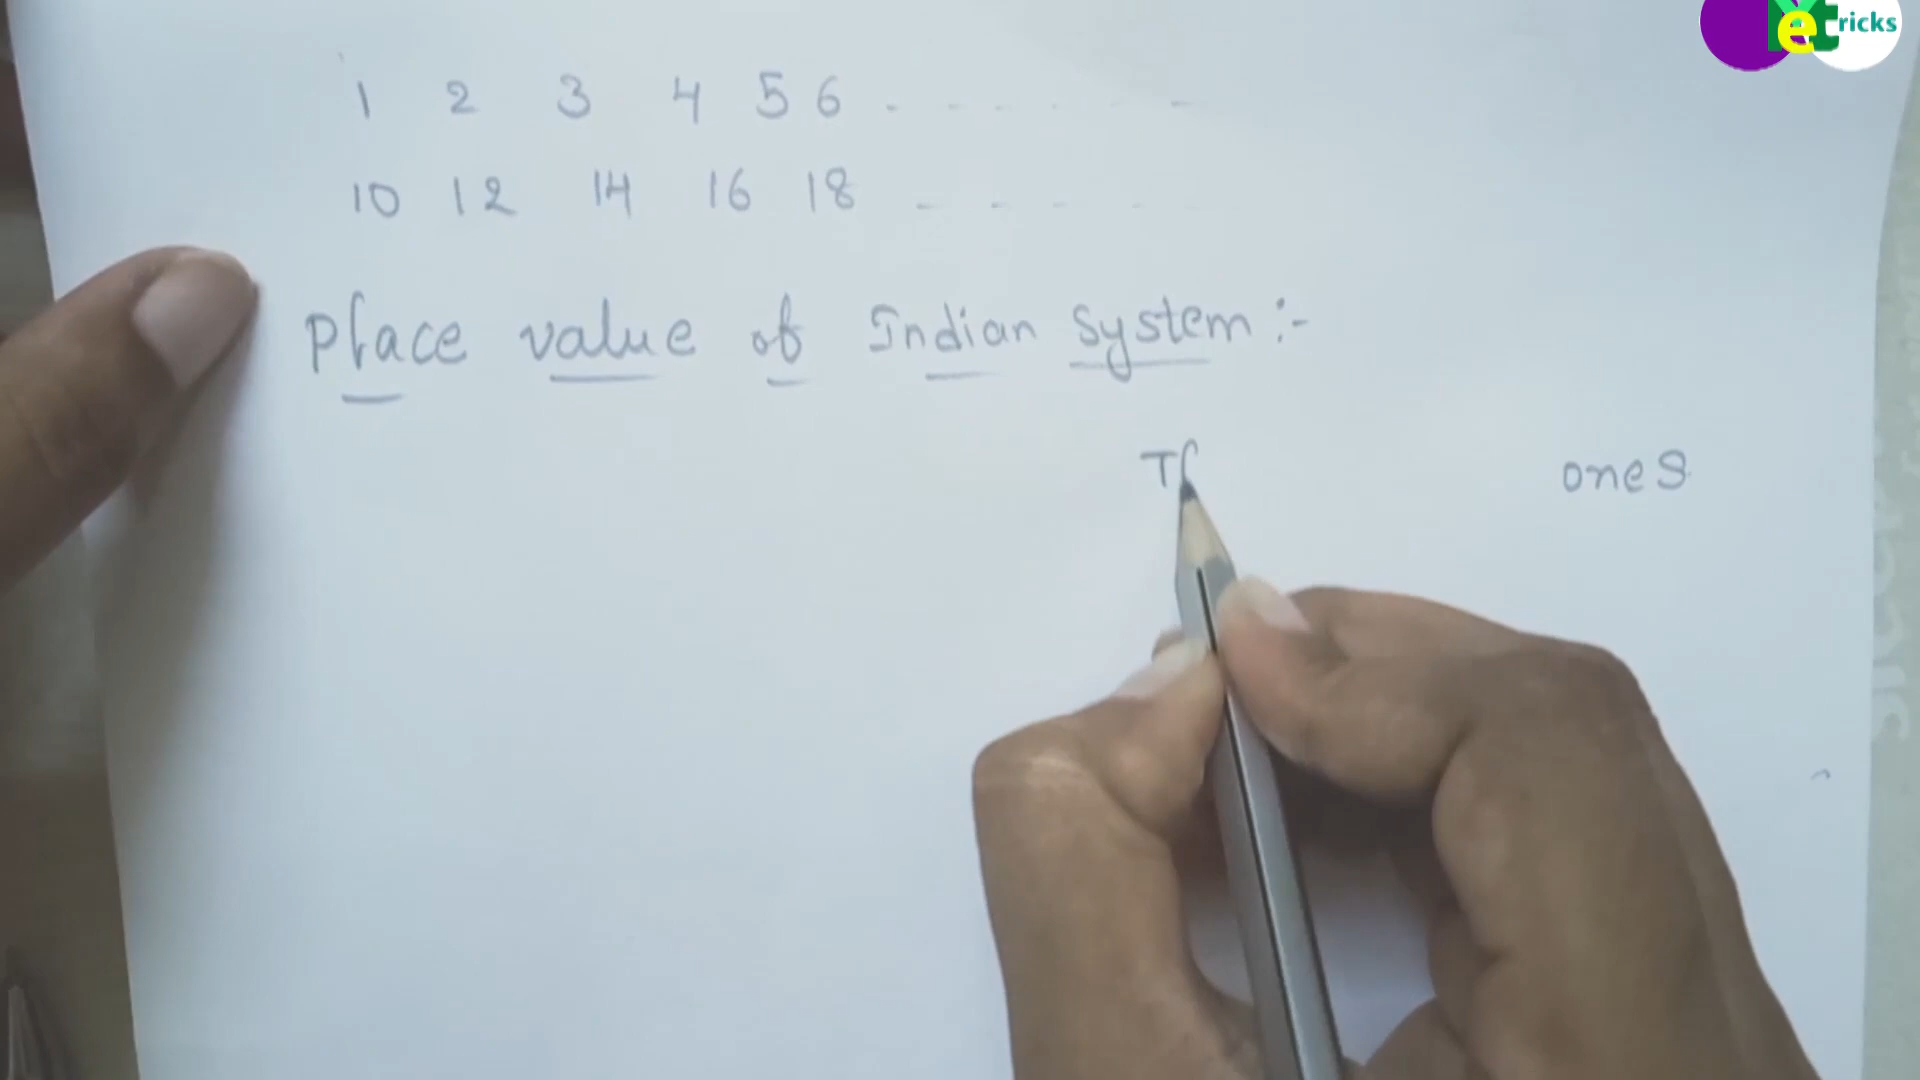 ricks
1 2 3 4 5 6 . - - - - - -
10 12 14 16 18 - - - - -
Place value of Indian System :-
ones